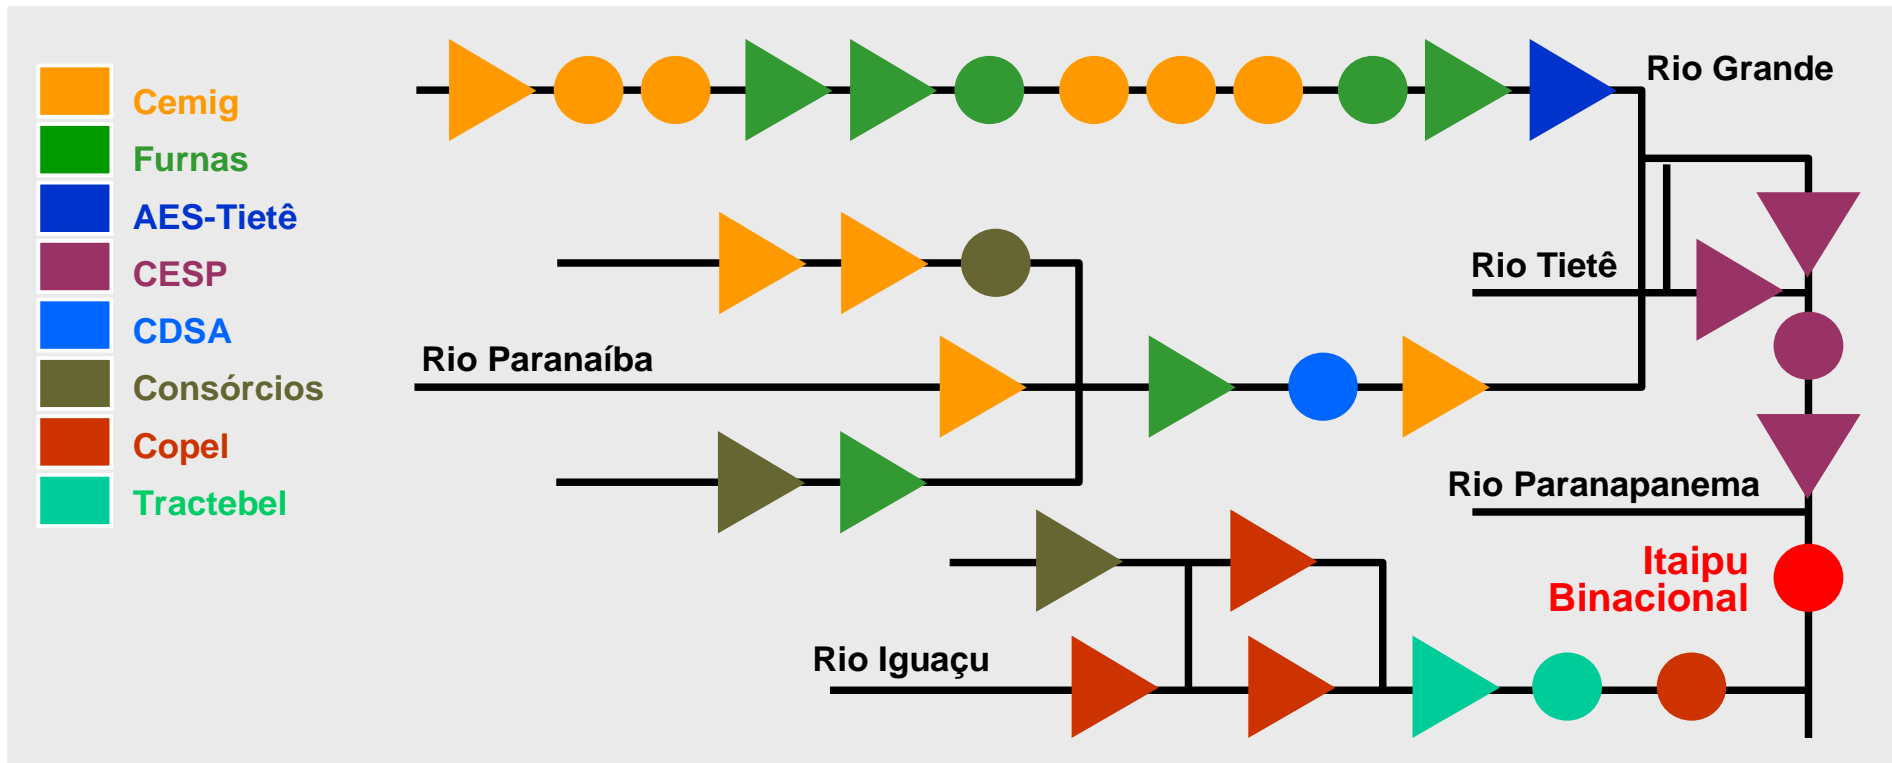 Cemig
Furnas
AES-Tietê
CESP
CDSA
Consórcios
Copel
Tractebel
Rio Grande
Rio Tietê
Rio Paranaíba
Rio Paranapanema
Itaipu
Binacional
Rio Iguaçu